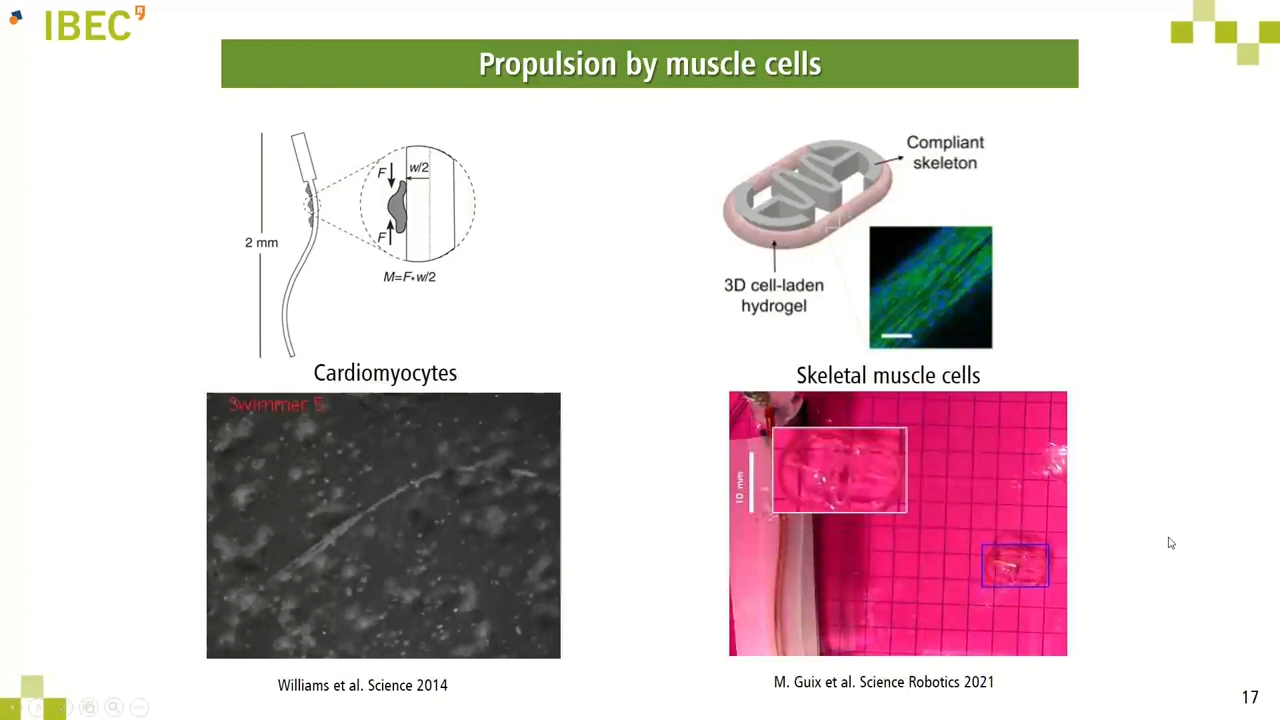 IBEC
R
Propulsion by muscle cells
F
w/2
F
2 mm
M=F*w/2
Compliant
skeleton
3D cell-laden
hydrogel
Cardiomyocytes
Skeletal muscle cells
Swimmer 5
10 mm
Williams et al. Science 2014
M. Guix et al. Science Robotics 2021
17